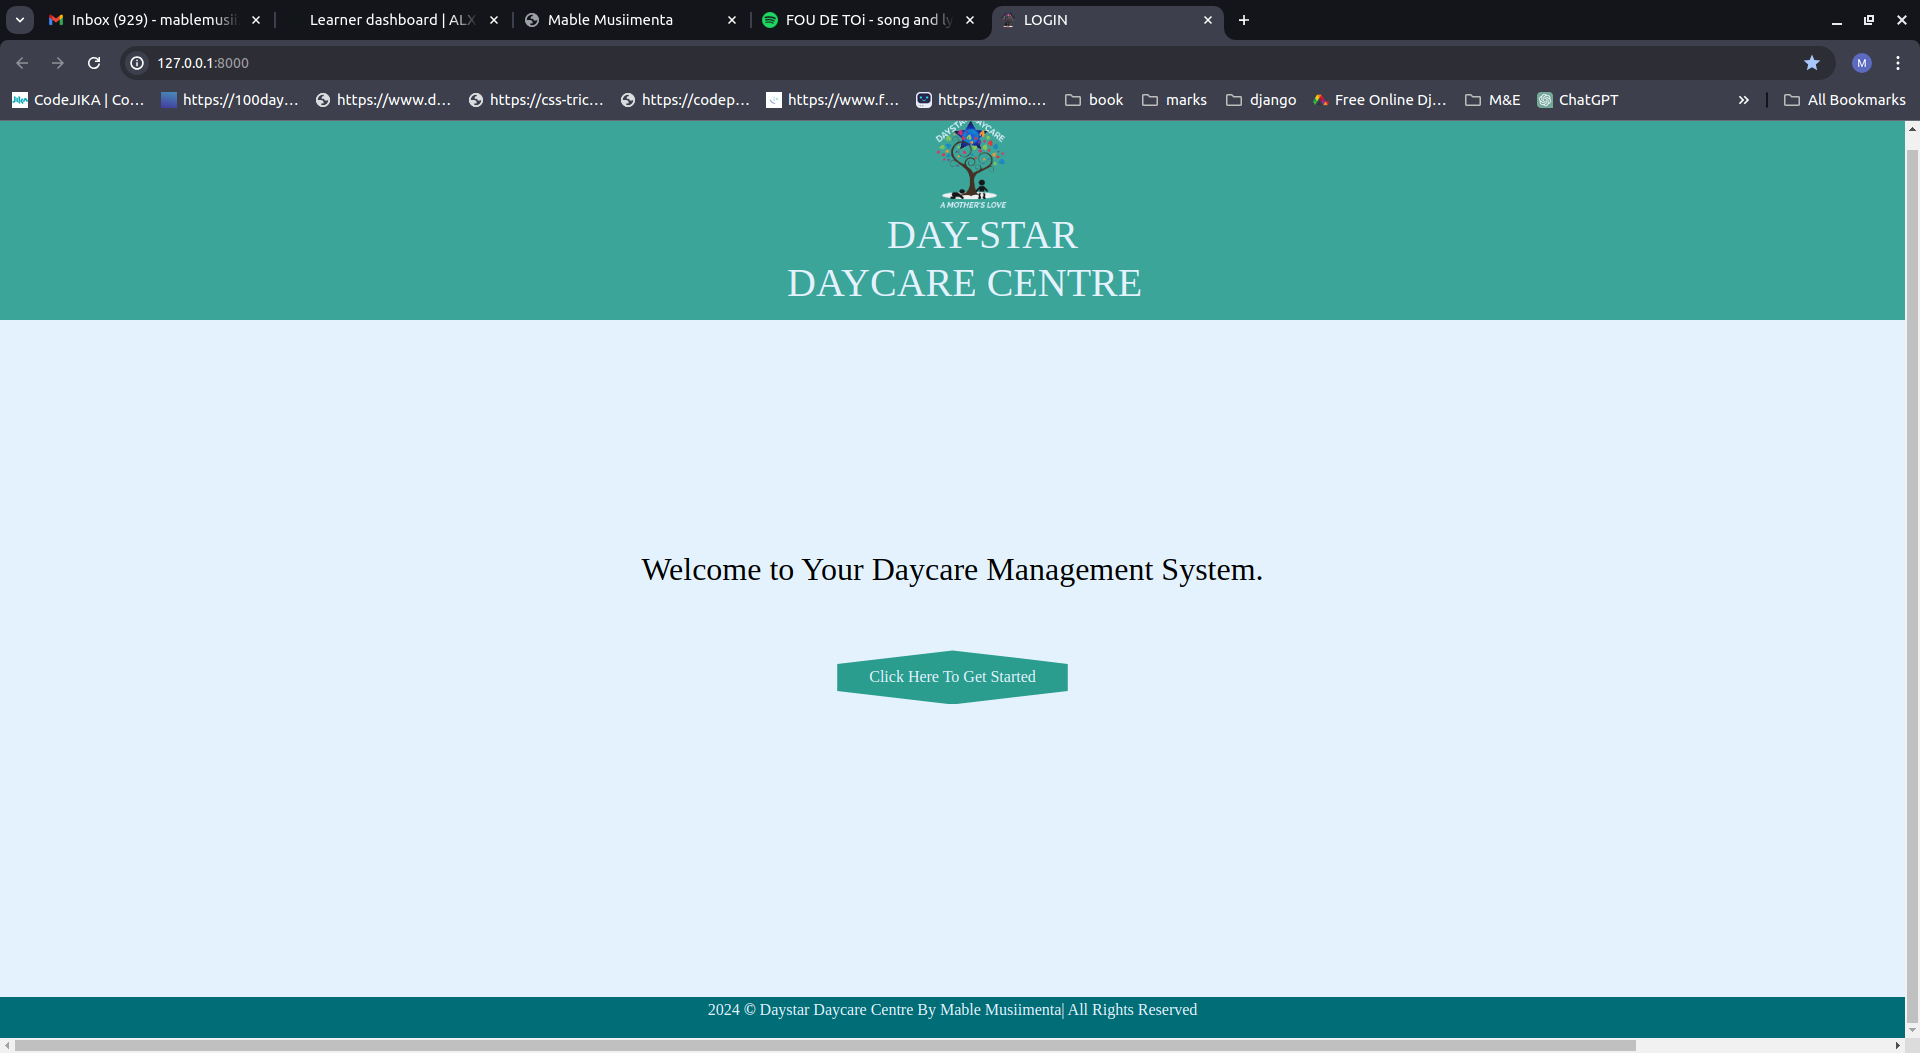 Inbox (929) - mablemusii
Learner dashboard | ALX
Mable Musiimenta
FOU DE TOi - song and ly
LOGIN
127.0.0.1:8000
M
CodeJIKA | Co…
https://100day…
https://www.d…
https://css-tric…
https://codep…
https://www.f…
https://mimo.…
book
marks
django
Free Online Dj…
M&E
ChatGPT
All Bookmarks
DAYSTAR DAYCARE
A MOTHER'S LOVE
DAY-STAR
DAYCARE CENTRE
Welcome to Your Daycare Management System.
Click Here To Get Started
2024 © Daystar Daycare Centre By Mable Musiimenta| All Rights Reserved